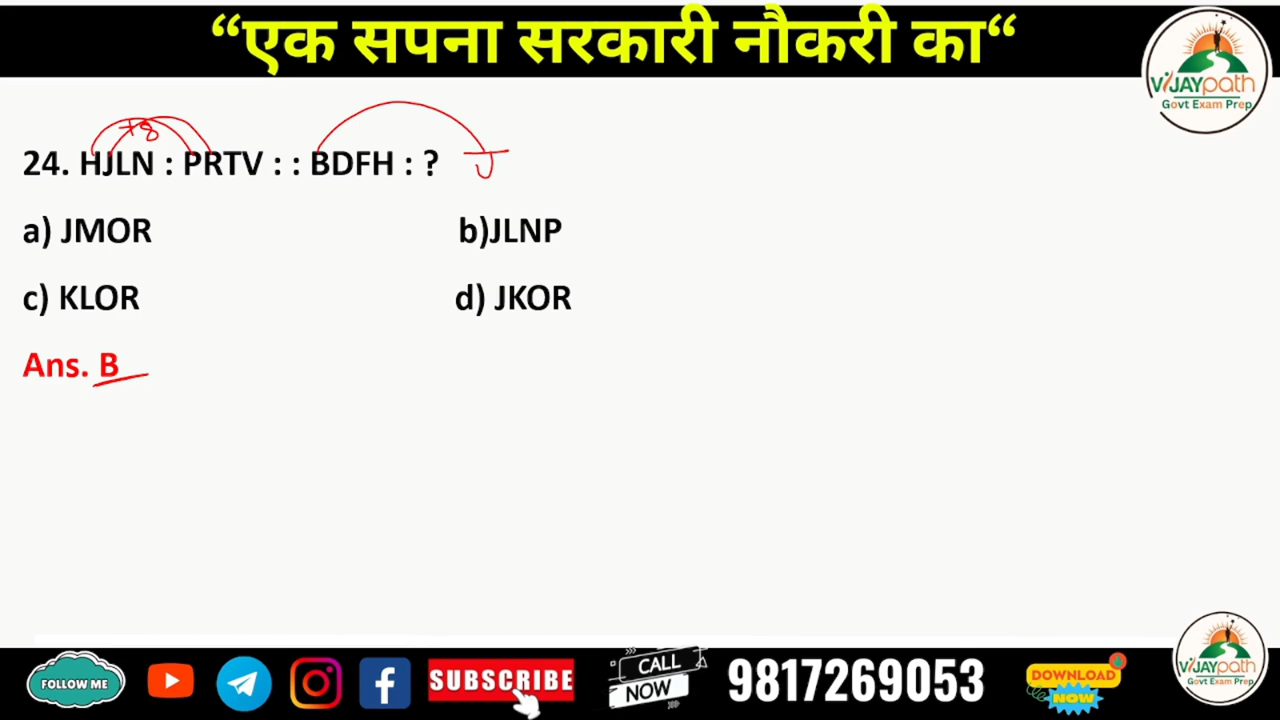 “एक सपना सरकारी नौकरी का“
ViJAYpath
Govt Exam Prep
+8
24. HJLN : PRTV : : BDFH : ? J
a) JMOR b)JLNP
c) KLOR d) JKOR
Ans. B
ViJAYpath
Govt Exam Prep
FOLLOW ME SUBSCRIBE CALL NOW 9817269053 DOWNLOAD NOW